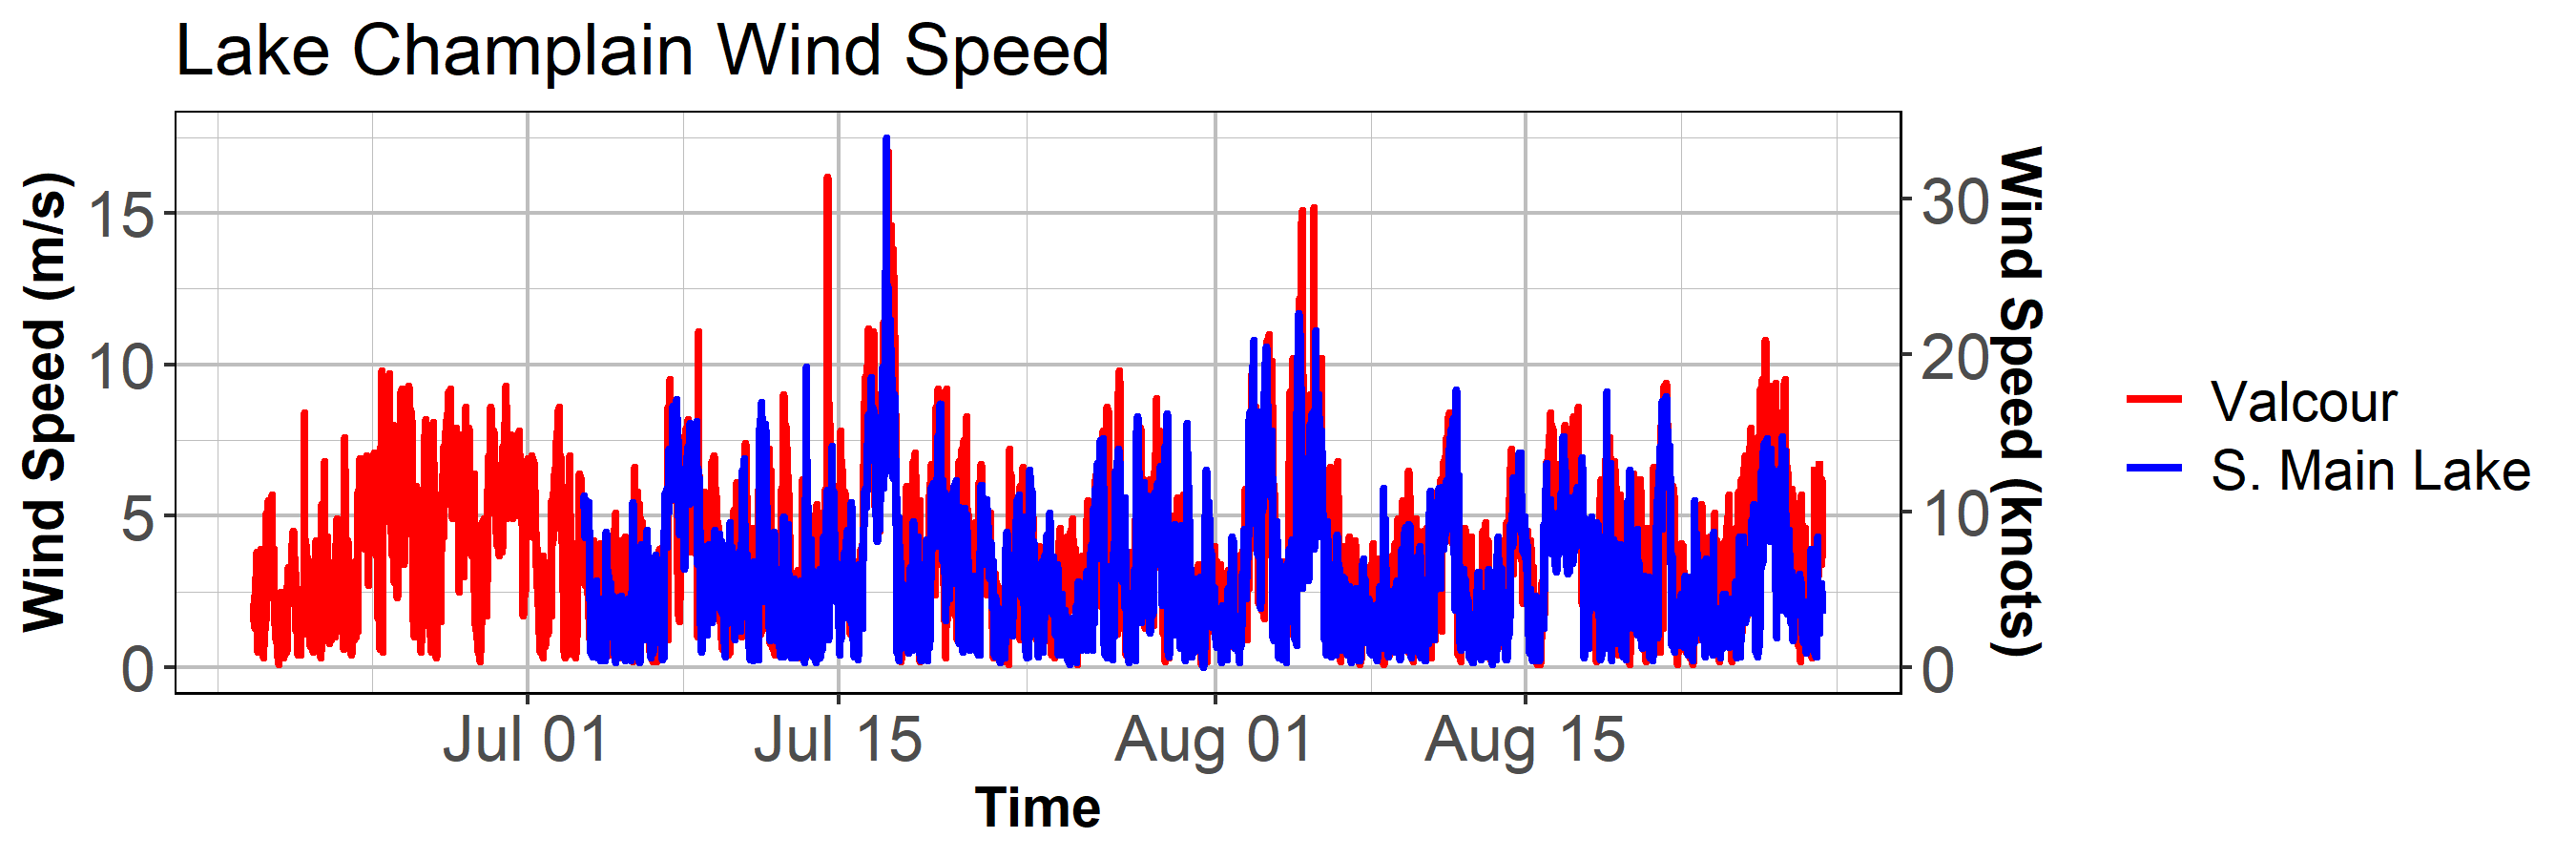 Lake Champlain Wind Speed
Wind Speed (m/s)
15
10
5
0
30
20
10
0
Wind Speed (knots)
Jul 01
Jul 15
Aug 01
Aug 15
Time
Valcour
S. Main Lake